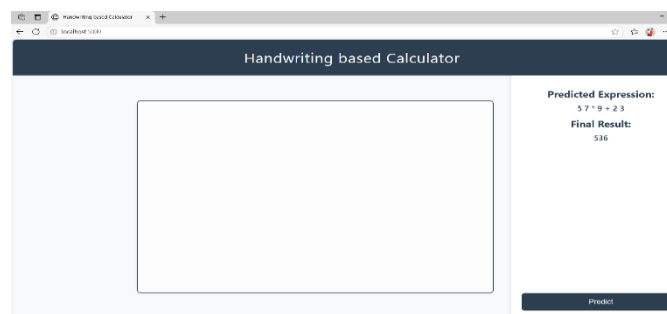 Handwriting based Calculator
localhost:5000
Handwriting based Calculator
Predicted Expression:
5 7 * 9 + 2 3
Final Result:
536
Predict